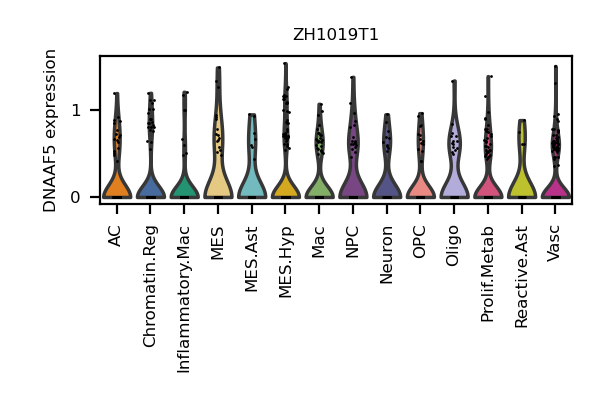 ZH1019T1
DNAAF5 expression
1
0
AC
Chromatin.Reg
Inflammatory.Mac
MES
MES.Ast
MES.Hyp
Mac
NPC
Neuron
OPC
Oligo
Prolif.Metab
Reactive.Ast
Vasc